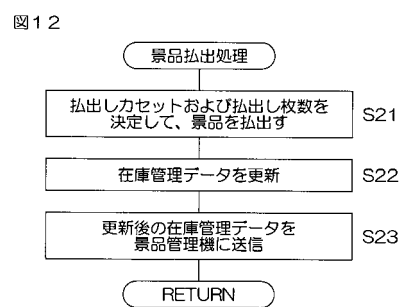 図１２
景品払出処理
払出しカセットおよび払出し枚数を
決定して、景品を払出す
S21
在庫管理データを更新
S22
更新後の在庫管理データを
景品管理機に送信
S23
RETURN